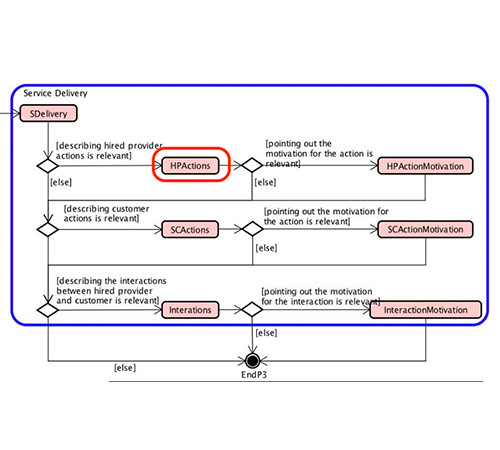 Service Delivery
SDelivery
[describing hired provider
actions is relevant]
HPActions
[pointing out the
motivation for the action is
relevant]
HPActionMotivation
[else]
[else]
[describing customer
actions is relevant]
SCActions
[pointing out the motivation for
the action is relevant]
SCActionMotivation
[else]
[describing the interactions
between hired provider
and customer is relevant]
Interations
[pointing out the motivation
for the interaction is relevant]
InteractionMotivation
[else]
EndP3